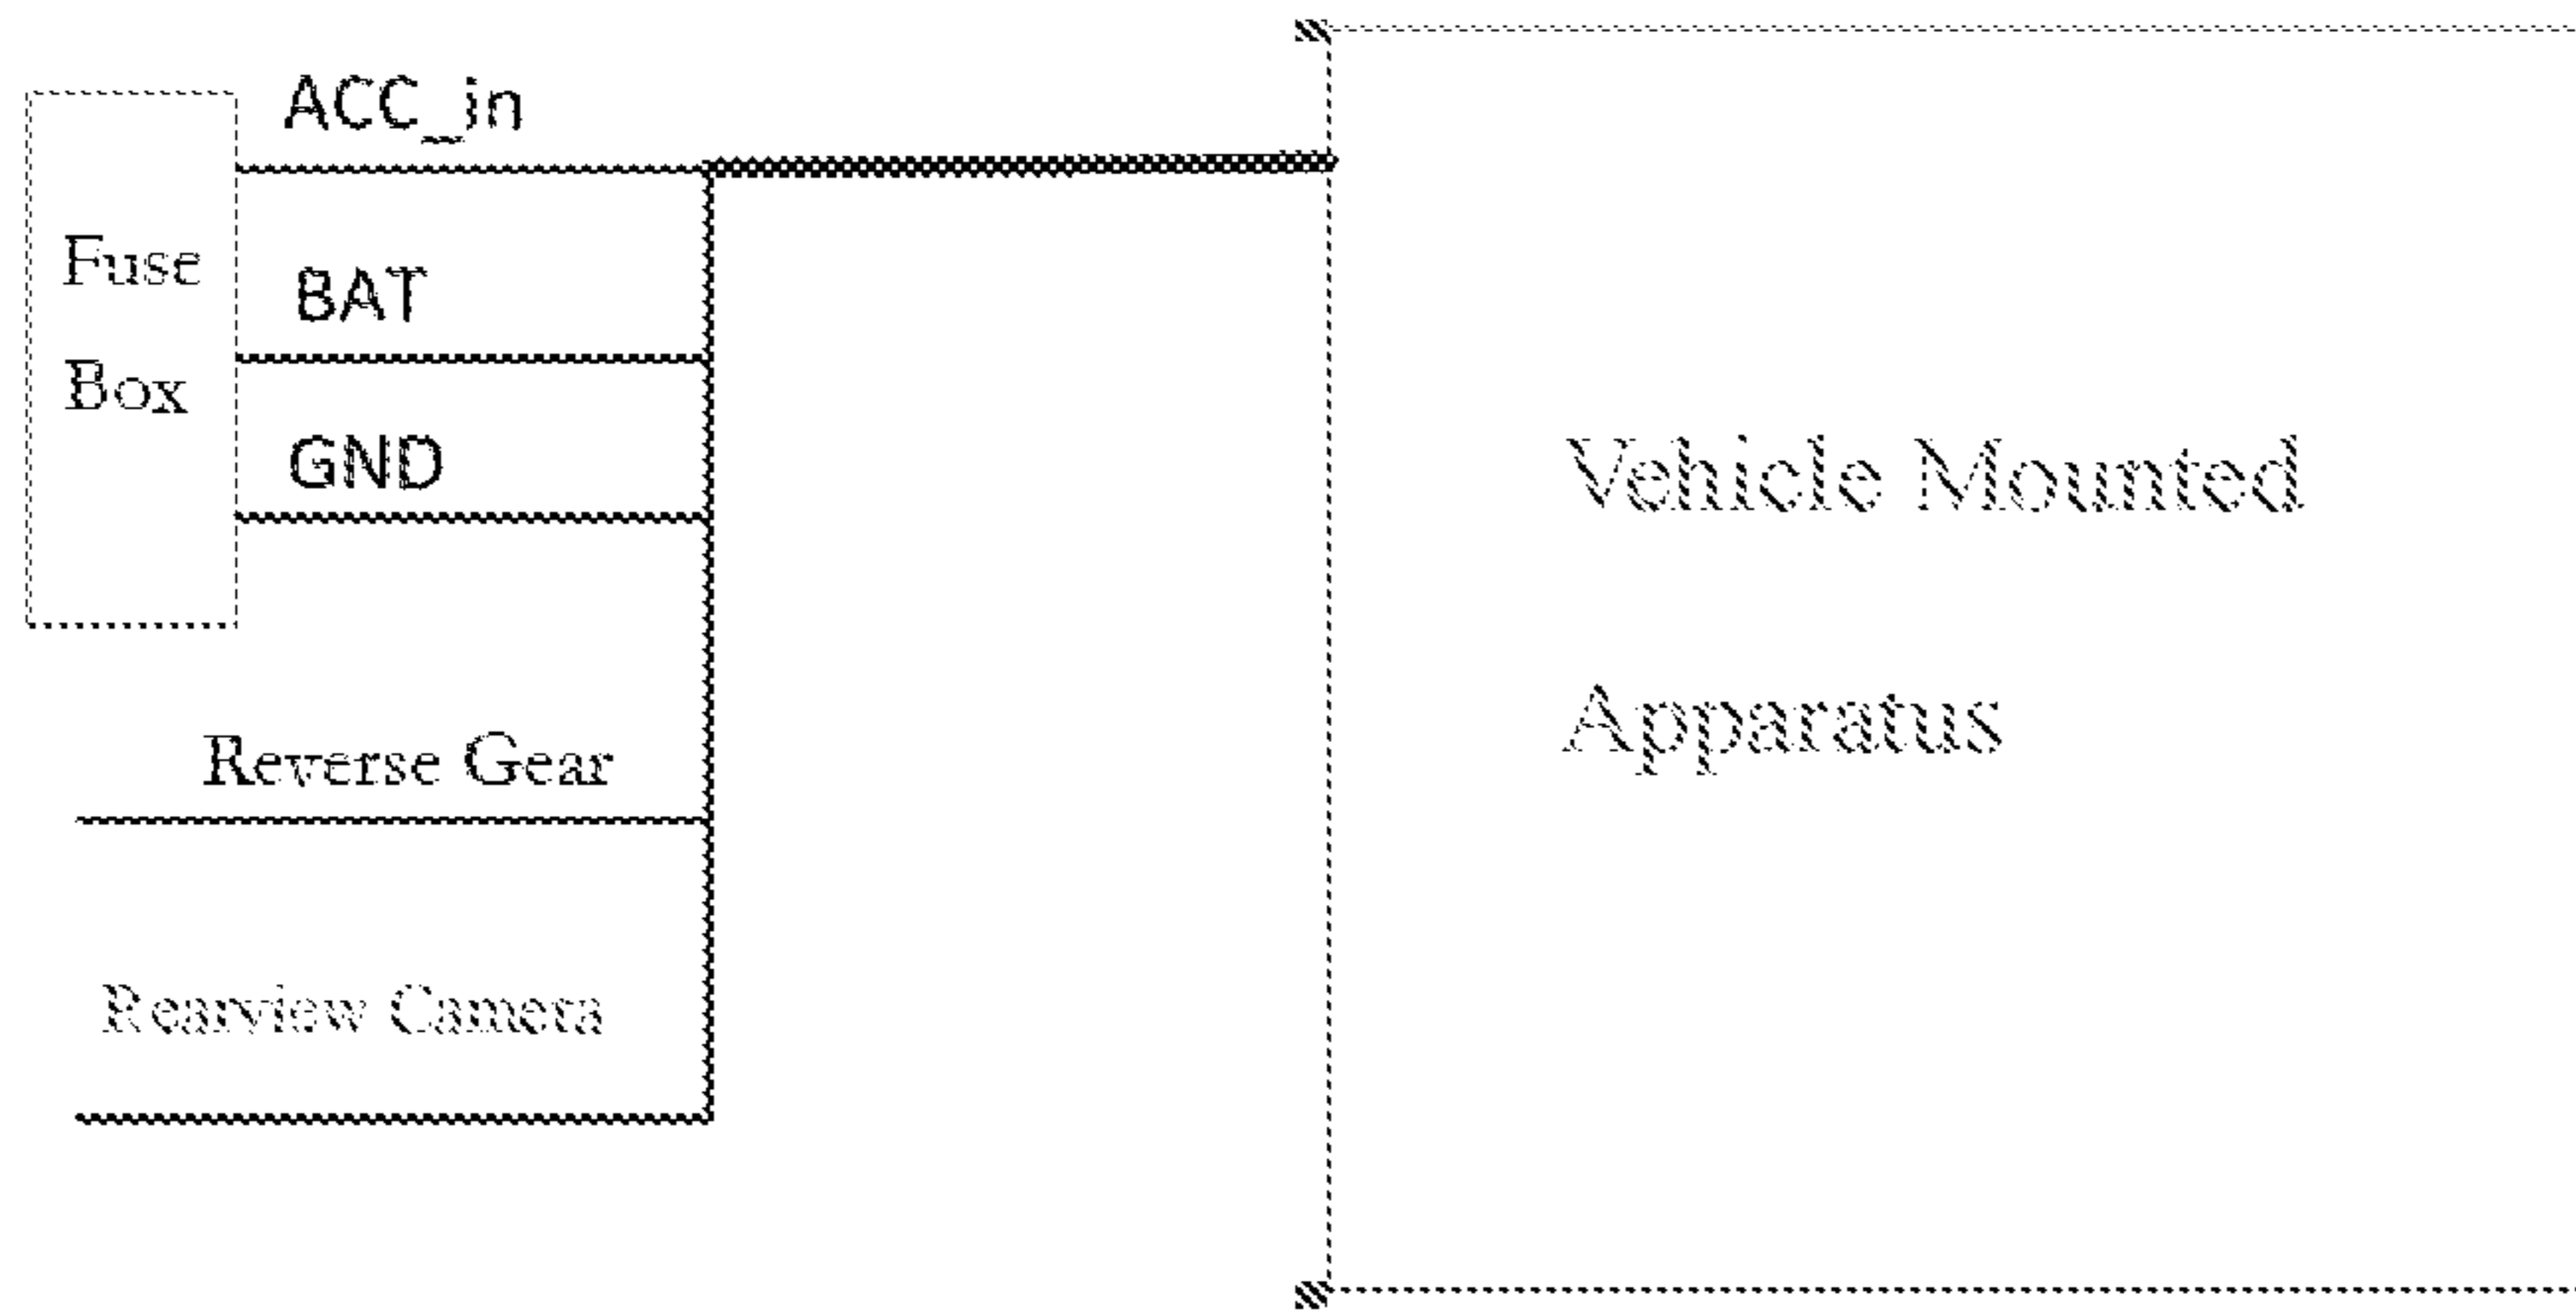 ACC_in
Fuse
Box
BAT
GND
Reverse Gear
Rearview Camera
Vehicle Mounted
Apparatus